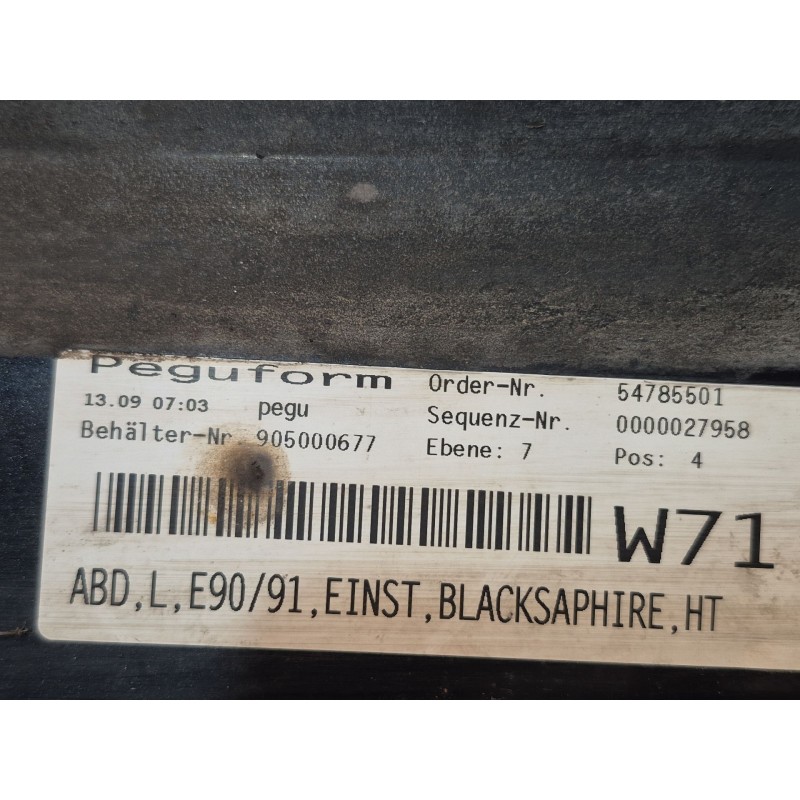 Peguform Order-Nr. 54785501
13.09 07:03 pegu Sequenz-Nr. 0000027958
Behälter-Nr. 905000677 Ebene: 7 Pos: 4
W71
ABD,L,E90/91,EINST,BLACKSAPHIRE,HT